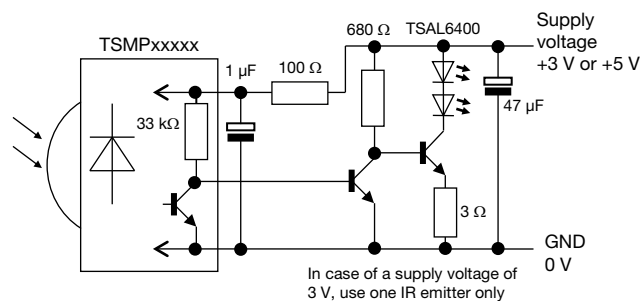 TSMPxxxxx
33 kΩ
1 µF
100 Ω
680 Ω
TSAL6400
Supply
voltage
+3 V or +5 V
47 µF
3 Ω
GND
0 V
In case of a supply voltage of
3 V, use one IR emitter only